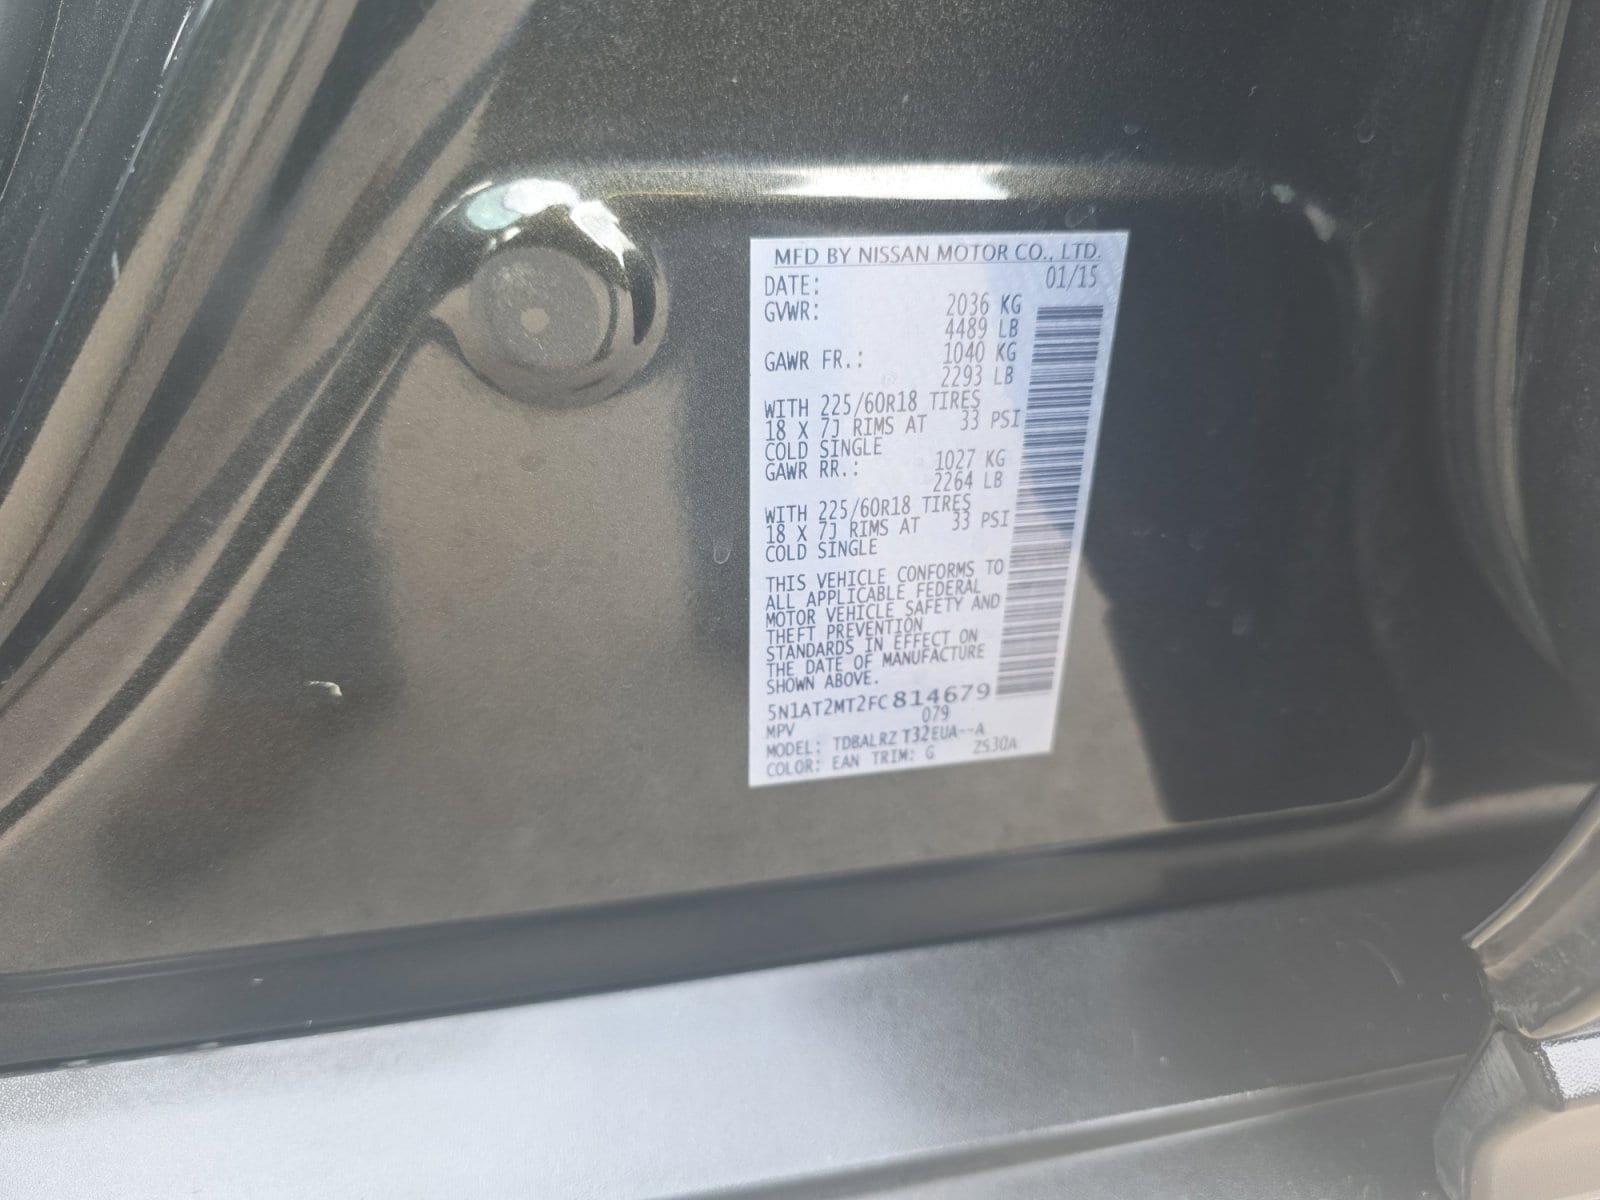 MFD BY NISSAN MOTOR CO., LTD.
DATE: 01/15
GVWR: 2036 KG
4489 LB
GAWR FR.: 1040 KG
2293 LB
WITH 225/60R18 TIRES
18 X 7J RIMS AT 33 PSI
COLD SINGLE
GAWR RR.: 1027 KG
2264 LB
WITH 225/60R18 TIRES
18 X 7J RIMS AT 33 PSI
COLD SINGLE
THIS VEHICLE CONFORMS TO
ALL APPLICABLE FEDERAL
MOTOR VEHICLE SAFETY AND
THEFT PREVENTION
STANDARDS IN EFFECT ON
THE DATE OF MANUFACTURE
SHOWN ABOVE.
5N1AT2MT2FC814679
079
MPV
MODEL: TDBALRZ T32EUA--A
COLOR: EAN TRIM: G ZS30A